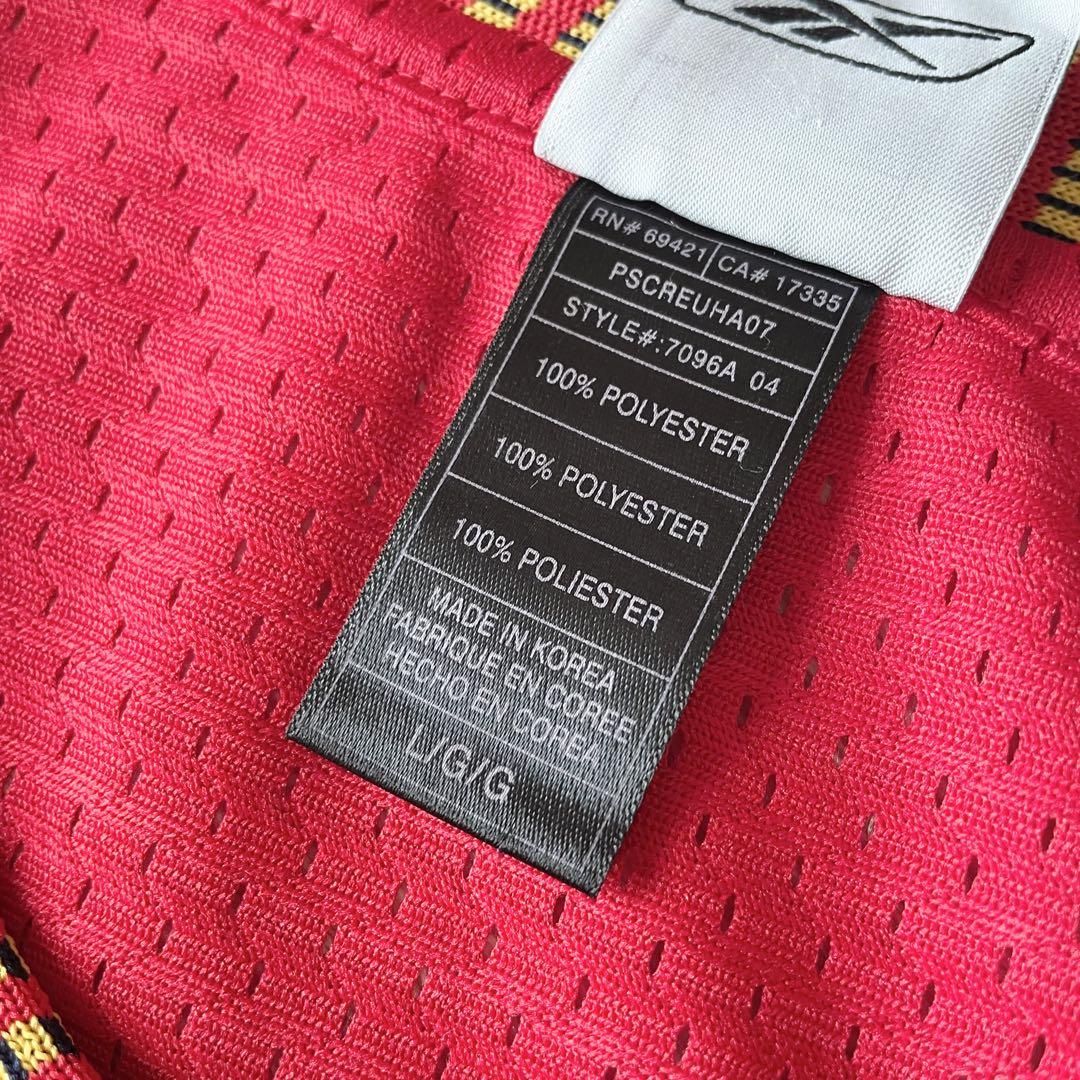 RN# 69421 CA# 17335
PSCREUHA07
STYLE#:7096A 04
100% POLYESTER
100% POLYESTER
100% POLIESTER
MADE IN KOREA
FABRIQUE EN COREE
HECHO EN COREA
L/G/G